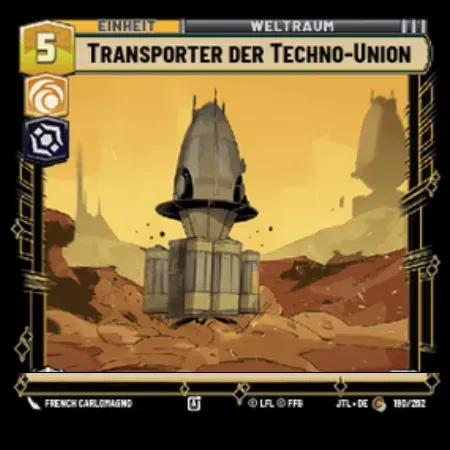 EINHEIT WELTRAUM
5 TRANSPORTER DER TECHNO-UNION
FRENCH CARLOMAGNO © LFL © FFG JTL • DE 190/262